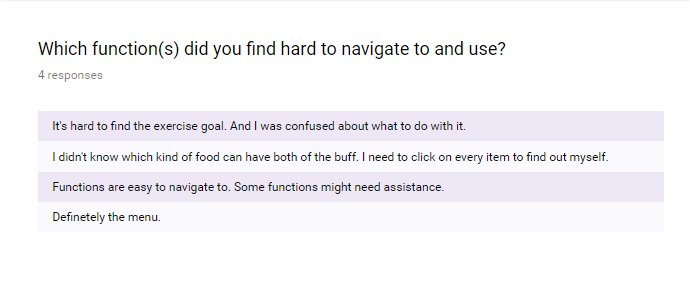 Which function(s) did you find hard to navigate to and use?
4 responses
It's hard to find the exercise goal. And I was confused about what to do with it.
I didn't know which kind of food can have both of the buff. I need to click on every item to find out myself.
Functions are easy to navigate to. Some functions might need assistance.
Definetely the menu.